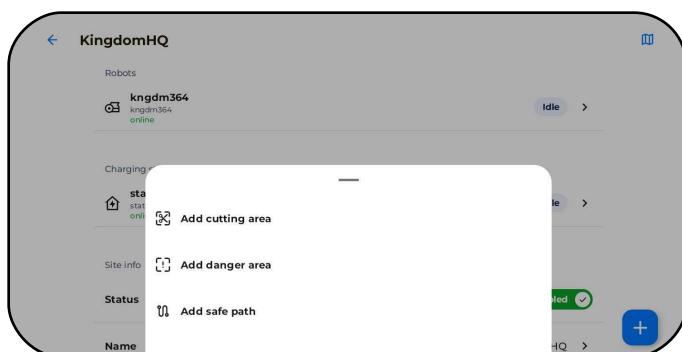 KingdomHQ
Robots
kngdm364
kngdm364
online
Idle
Charging
Add cutting area
Site info
Add danger area
Status
Add safe path
Name
HQ